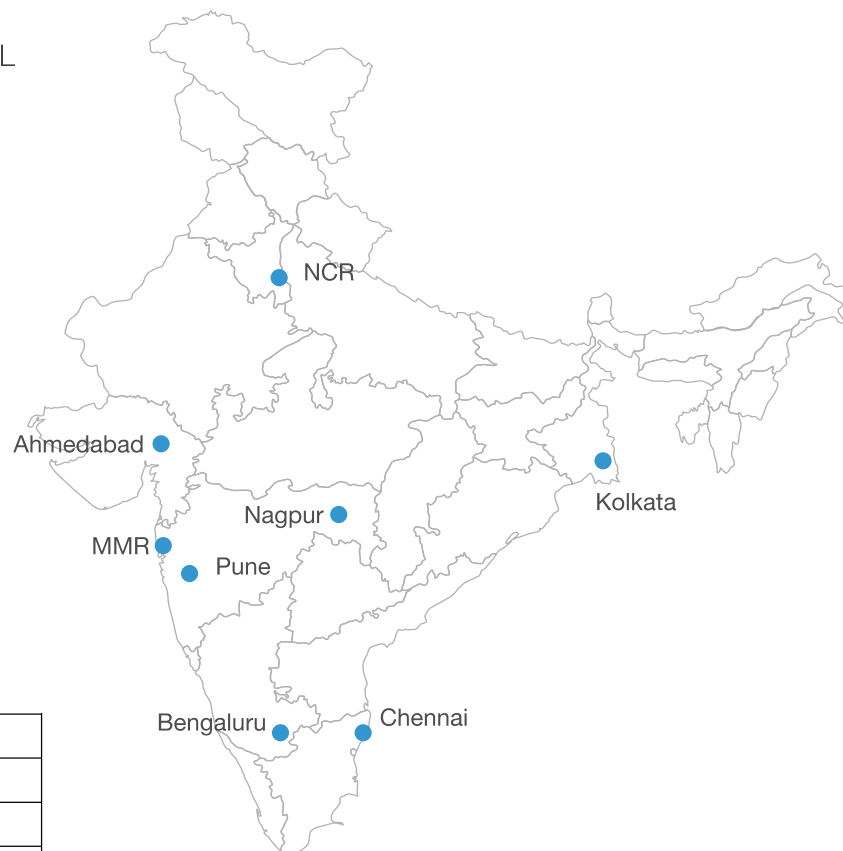 L
NCR
Ahmedabad
Kolkata
Nagpur
MMR
Pune
Bengaluru
Chennai